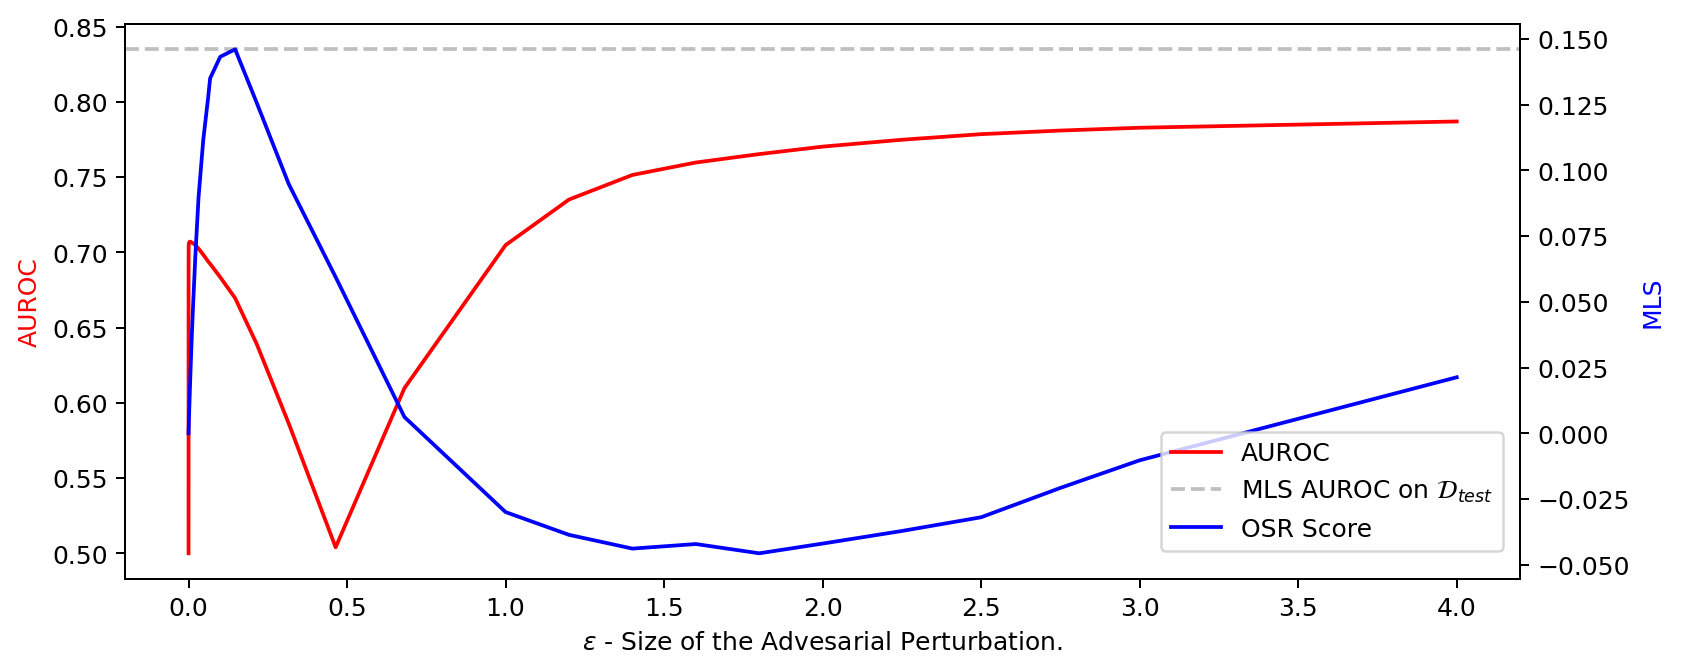 0.85
0.80
0.75
0.70
0.65
0.60
0.55
0.50
AUROC
0.150
0.125
0.100
0.075
0.050
0.025
0.000
−0.025
−0.050
MLS
AUROC
MLS AUROC on 𝒟test
OSR Score
0.0 0.5 1.0 1.5 2.0 2.5 3.0 3.5 4.0
ε - Size of the Advesarial Perturbation.